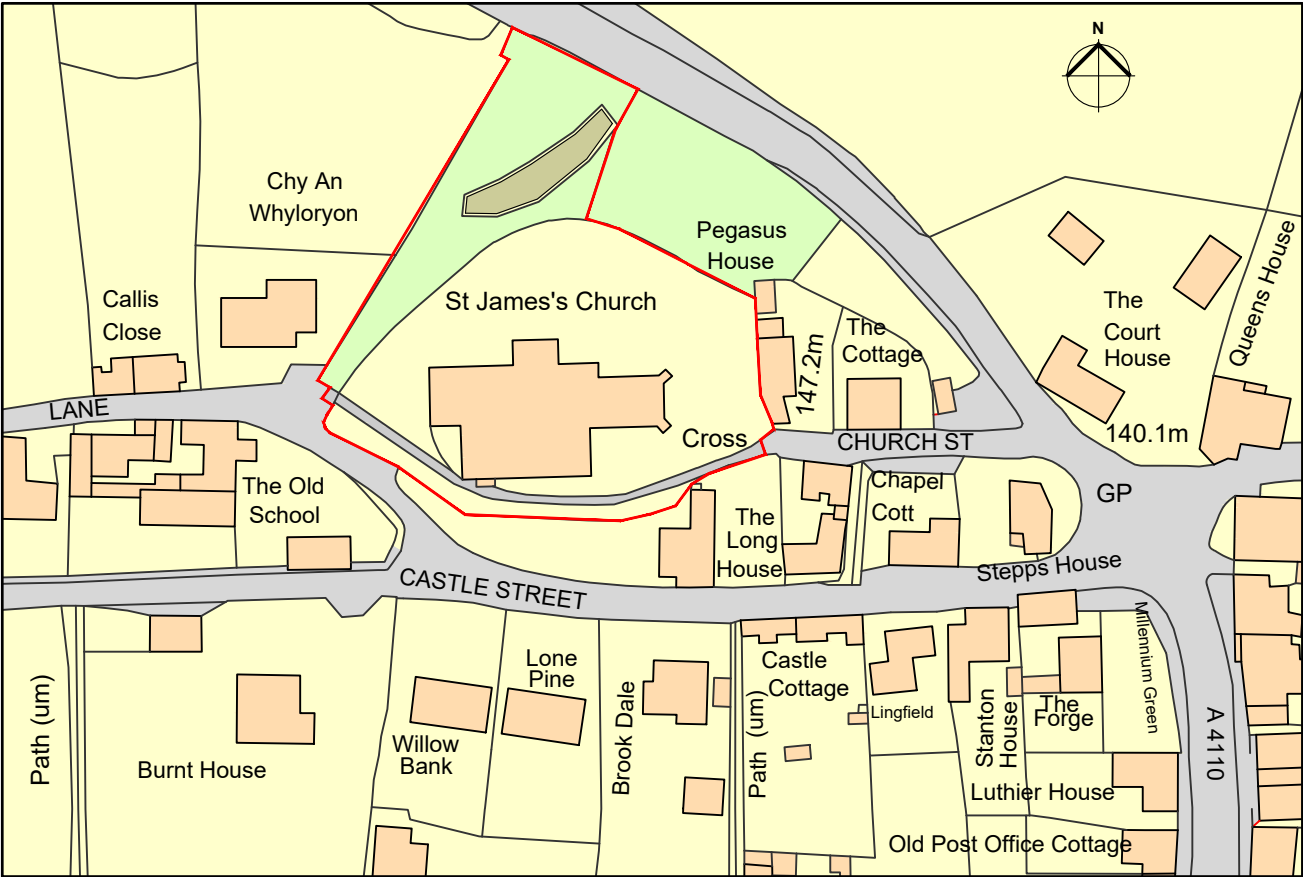 N
Chy An
Whyloryon
Pegasus
House
Queens House
Callis
Close
St James's Church
The
Court
House
The
Cottage
147.2m
LANE
Cross
CHURCH ST
140.1m
The Old
School
Chapel
Cott
GP
The
Long
House
Stepps House
CASTLE STREET
Millennium Green
Lone
Pine
Castle
Cottage
Path (um)
Brook Dale
Path (um)
Lingfield
Stanton
House
The
Forge
A 4110
Willow
Bank
Burnt House
Luthier House
Old Post Office Cottage